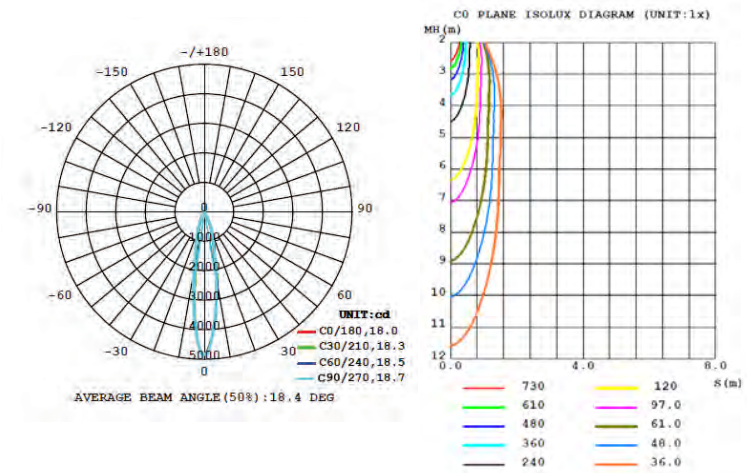 -/+180
-150 150
-120 120
-90 90
-60 60
-30 30
0
0
1000
2000
3000
4000
5000
UNIT:cd
C0/180,18.0
C30/210,18.3
C60/240,18.5
C90/270,18.7
AVERAGE BEAM ANGLE(50%):18.4 DEG
C0 PLANE ISOLUX DIAGRAM (UNIT:lx)
MH(m)
2
3
4
5
6
7
8
9
10
11
12
0.0 4.0 8.0
S(m)
730 120
610 97.0
480 61.0
360 48.0
240 36.0